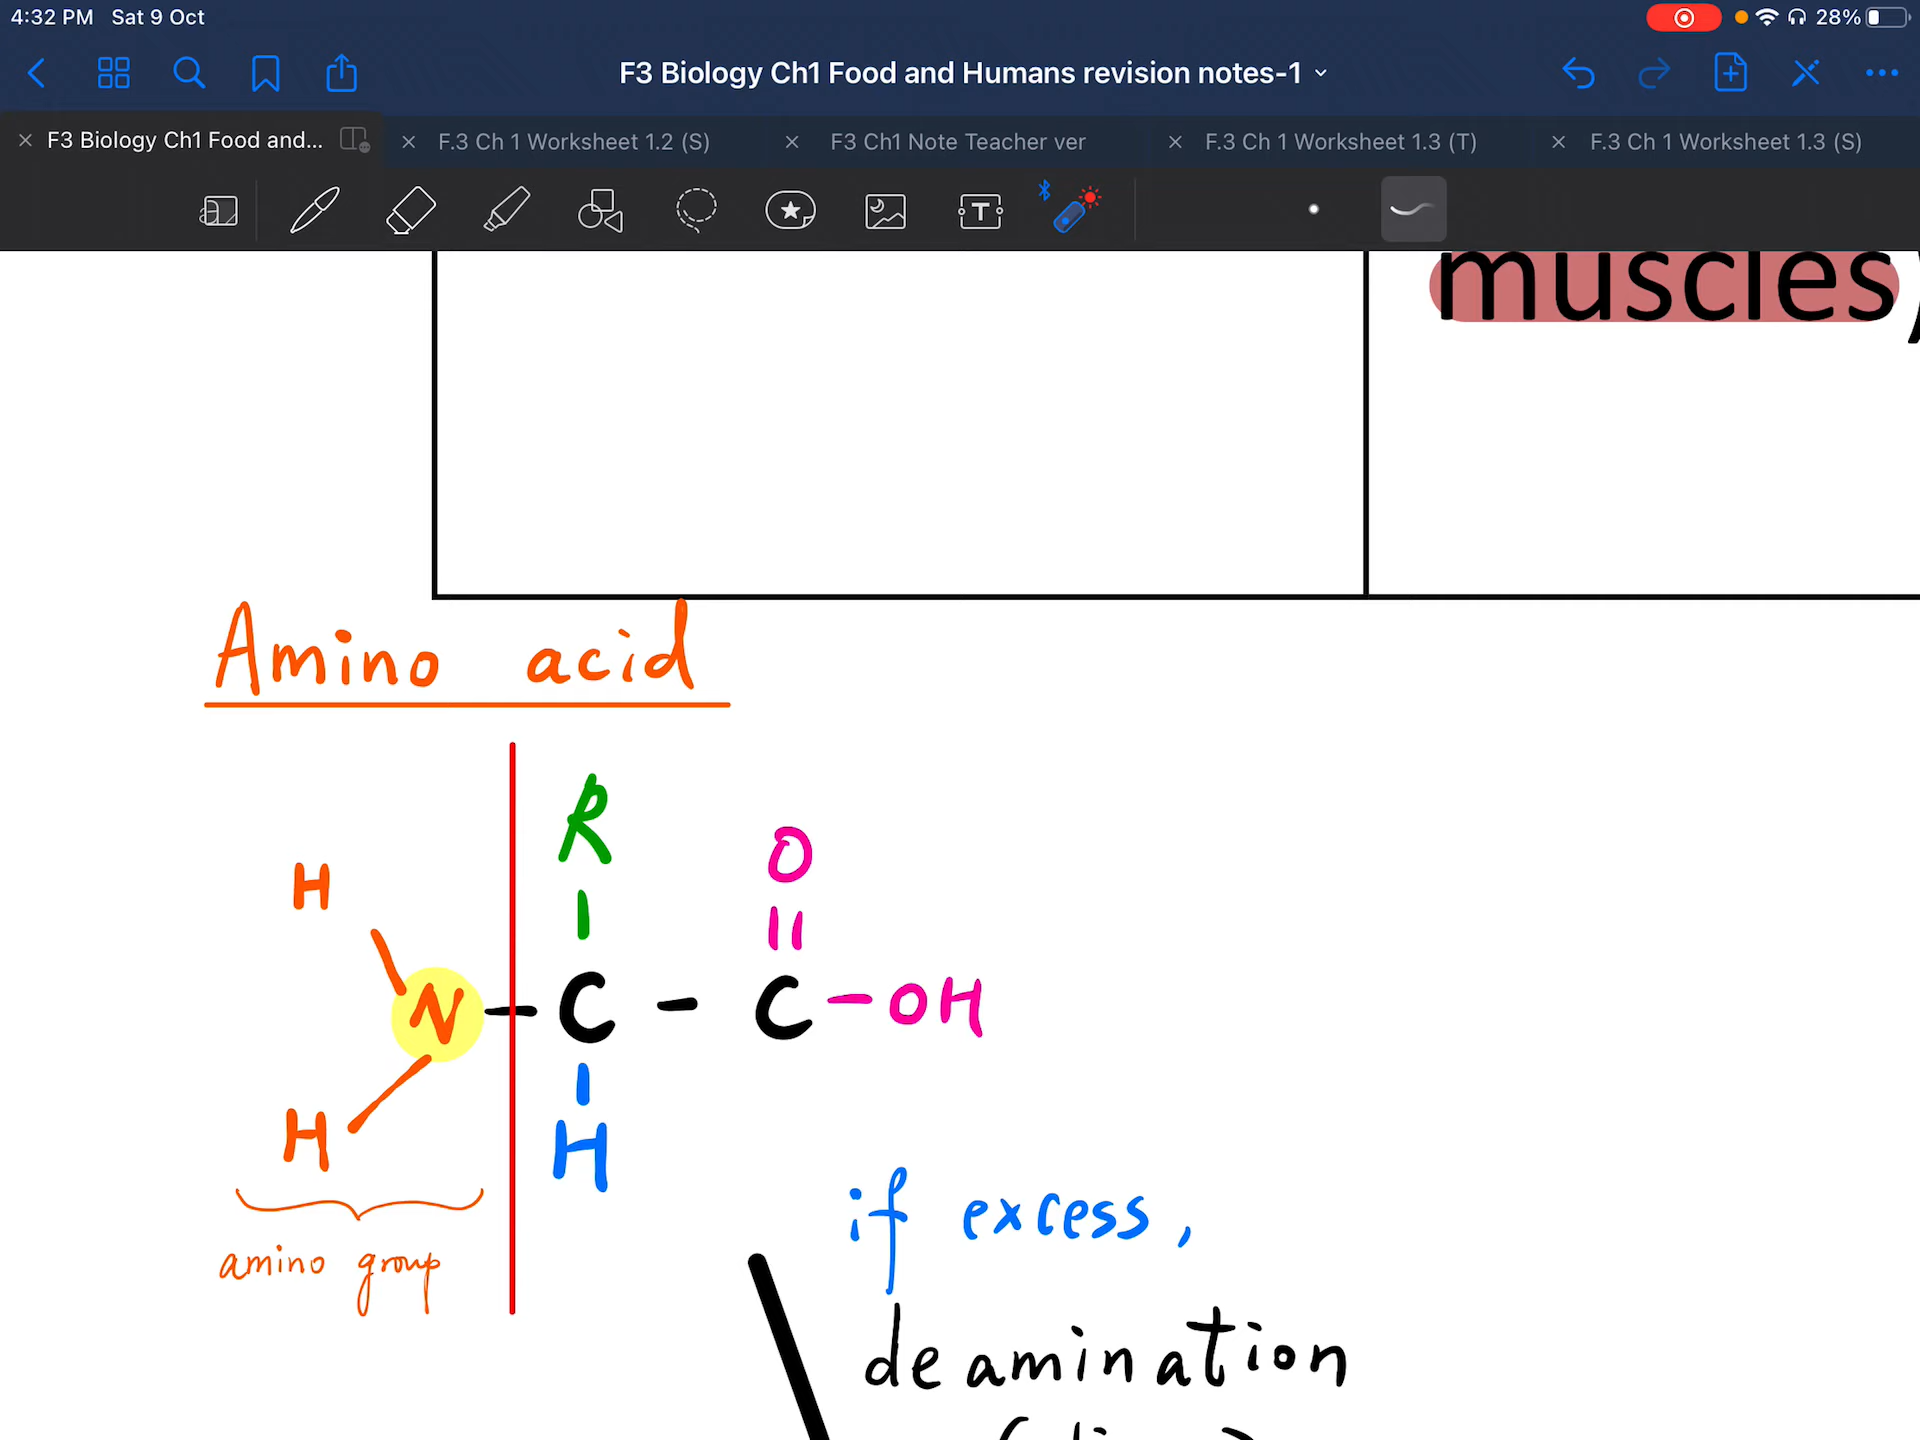 4:32 PM Sat 9 Oct 28%
F3 Biology Ch1 Food and Humans revision notes-1
F3 Biology Ch1 Food and... F.3 Ch 1 Worksheet 1.2 (S) F3 Ch1 Note Teacher ver F.3 Ch 1 Worksheet 1.3 (T) F.3 Ch 1 Worksheet 1.3 (S)
muscles)
Amino acid
R
H O
N - C - C - OH
H H
amino group
if excess,
deamination